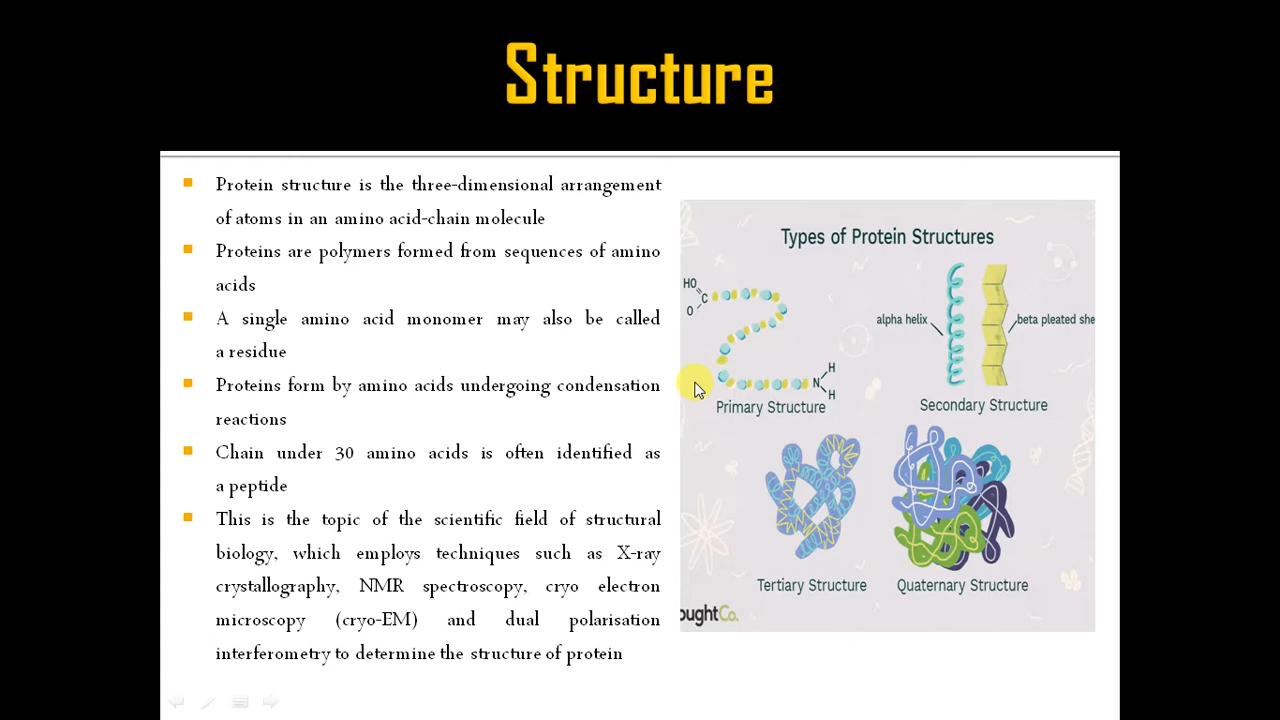 Structure
Protein structure is the three-dimensional arrangement
of atoms in an amino acid-chain molecule
Proteins are polymers formed from sequences of amino
acids
A single amino acid monomer may also be called
a residue
Proteins form by amino acids undergoing condensation
reactions
Chain under 30 amino acids is often identified as
a peptide
This is the topic of the scientific field of structural
biology, which employs techniques such as X-ray
crystallography, NMR spectroscopy, cryo electron
microscopy (cryo-EM) and dual polarisation
interferometry to determine the structure of protein
Types of Protein Structures
HO
C
O
N
H
H
Primary Structure
alpha helix
beta pleated she
Secondary Structure
Tertiary Structure
Quaternary Structure
oughtCo.